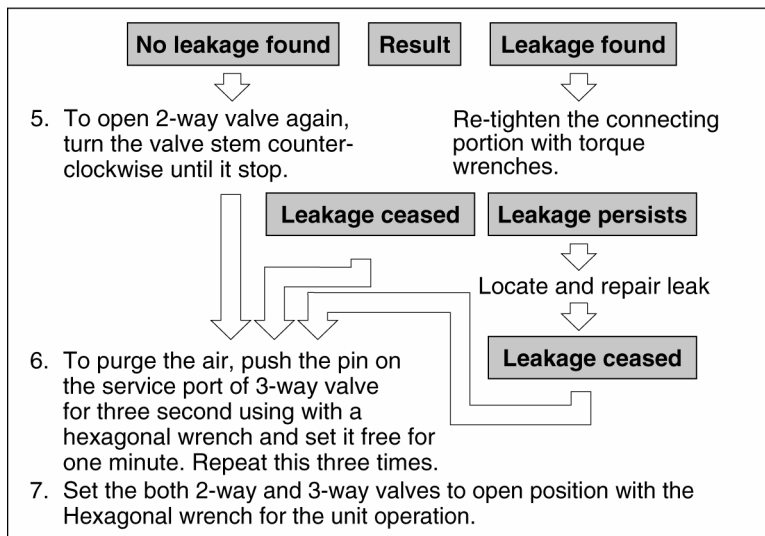 No leakage found
Result
Leakage found
5. To open 2-way valve again,
turn the valve stem counter-
clockwise until it stop.
Re-tighten the connecting
portion with torque
wrenches.
Leakage ceased
Leakage persists
Locate and repair leak
Leakage ceased
6. To purge the air, push the pin on
the service port of 3-way valve
for three second using with a
hexagonal wrench and set it free for
one minute. Repeat this three times.
7. Set the both 2-way and 3-way valves to open position with the
Hexagonal wrench for the unit operation.